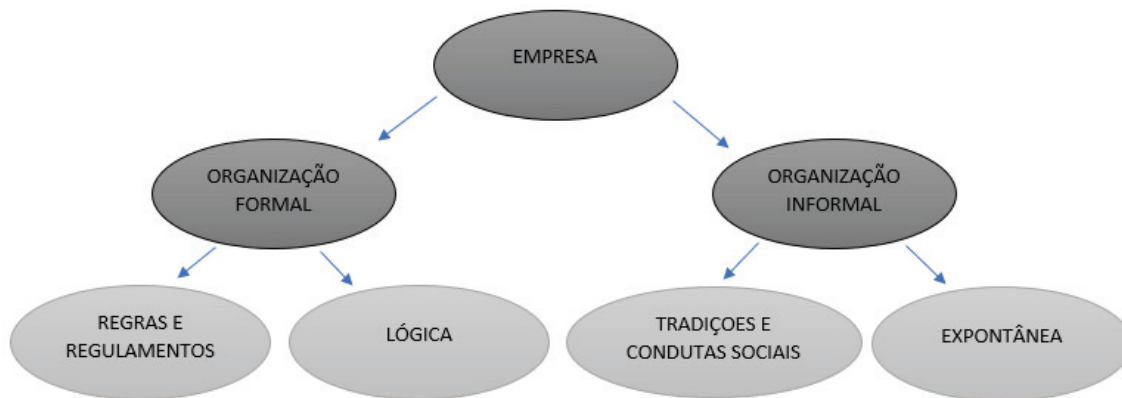 EMPRESA
ORGANIZAÇÃO
FORMAL
ORGANIZAÇÃO
INFORMAL
REGRAS E
REGULAMENTOS
LÓGICA
TRADIÇOES E
CONDUTAS SOCIAIS
EXPONTÂNEA